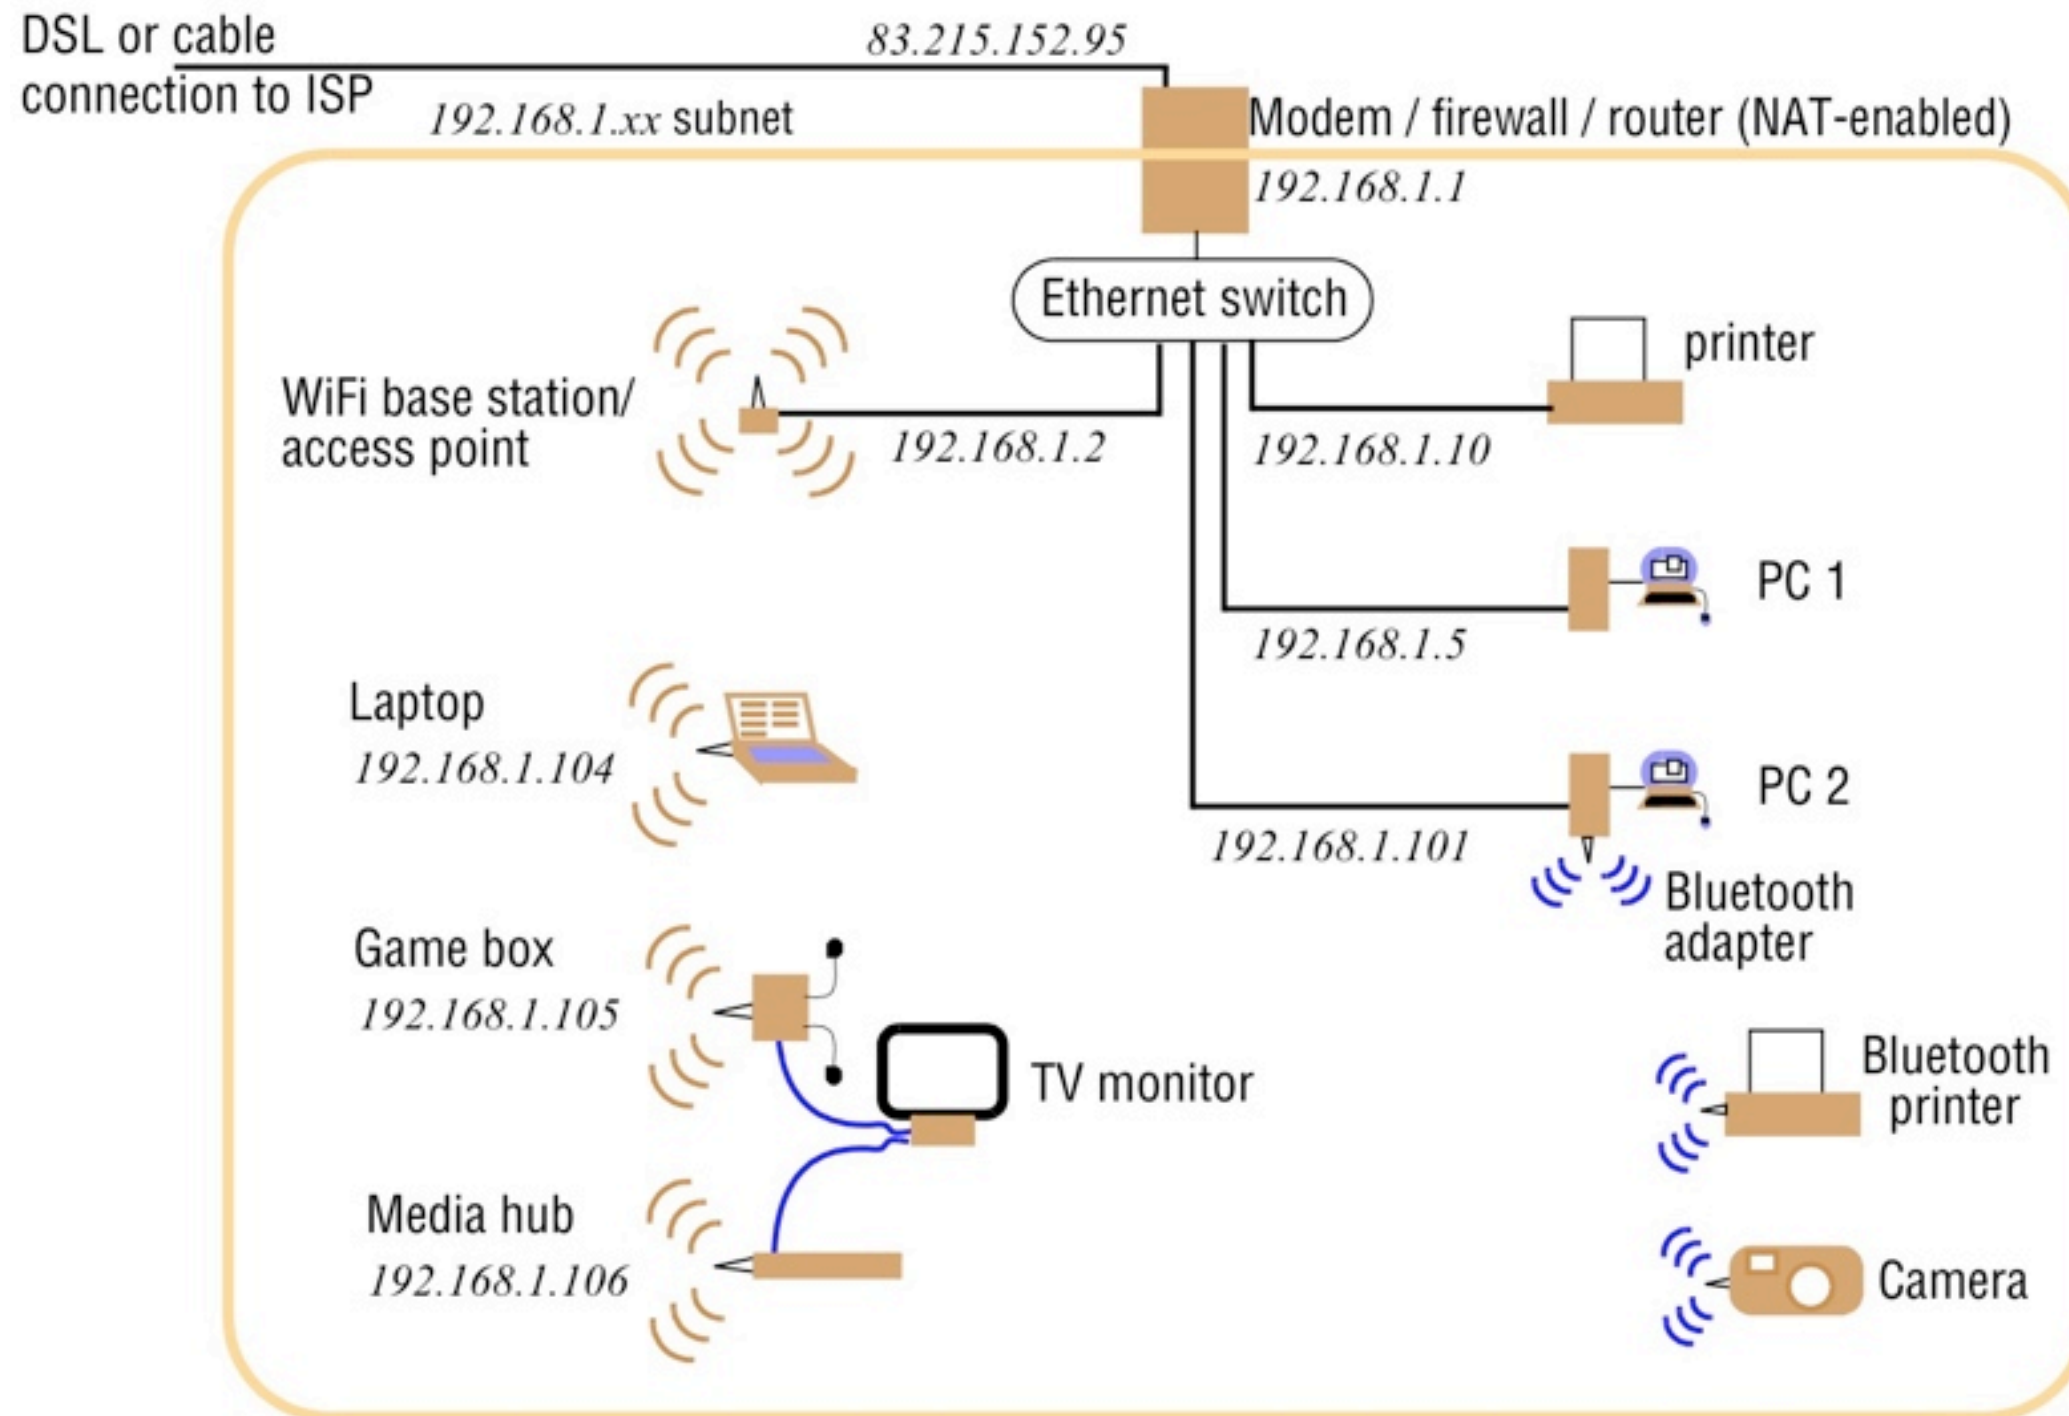 DSL or cable
connection to ISP
83.215.152.95
192.168.1.xx subnet
Modem / firewall / router (NAT-enabled)
192.168.1.1
Ethernet switch
printer
WiFi base station/
access point
192.168.1.2
192.168.1.10
PC 1
192.168.1.5
Laptop
192.168.1.104
PC 2
192.168.1.101
Bluetooth
adapter
Game box
192.168.1.105
TV monitor
Bluetooth
printer
Media hub
192.168.1.106
Camera